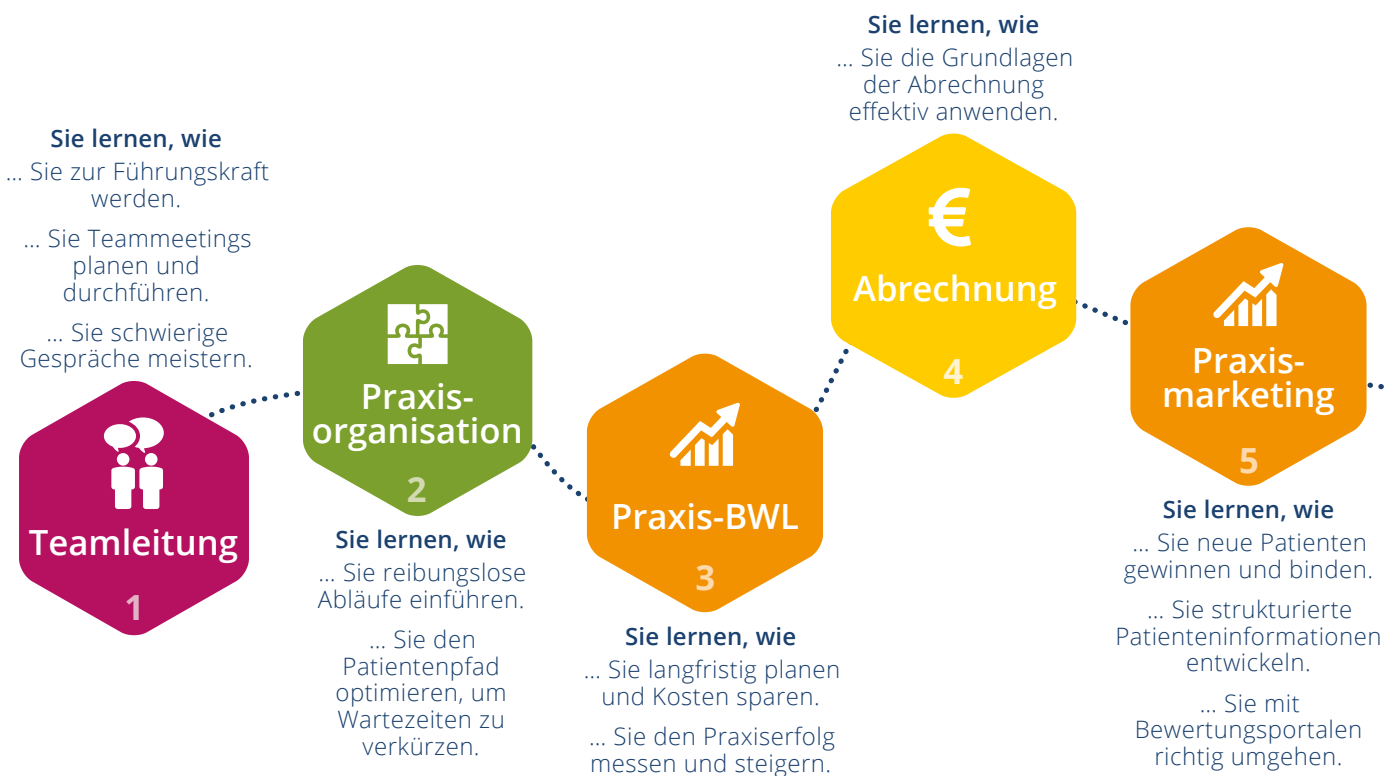 Sie lernen, wie
... Sie zur Führungskraft
werden.
... Sie Teammeetings
planen und
durchführen.
... Sie schwierige
Gespräche meistern.
Teamleitung
1
Praxis-
organisation
2
Sie lernen, wie
... Sie reibungslose
Abläufe einführen.
... Sie den
Patientenpfad
optimieren, um
Wartezeiten zu
verkürzen.
Praxis-BWL
3
Sie lernen, wie
... Sie langfristig planen
und Kosten sparen.
... Sie den Praxiserfolg
messen und steigern.
Sie lernen, wie
... Sie die Grundlagen
der Abrechnung
effektiv anwenden.
€
Abrechnung
4
Praxis-
marketing
5
Sie lernen, wie
... Sie neue Patienten
gewinnen und binden.
... Sie strukturierte
Patienteninformationen
entwickeln.
... Sie mit
Bewertungsportalen
richtig umgehen.